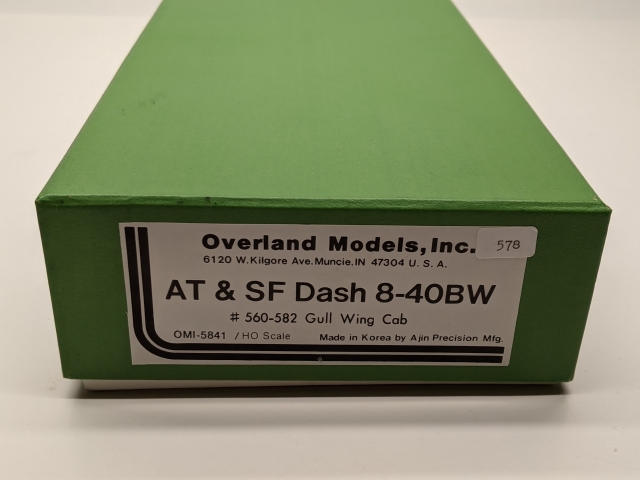 Overland Models, Inc. 578
6120 W. Kilgore Ave. Muncie, IN 47304 U. S. A.
AT & SF Dash 8-40BW
# 560-582 Gull Wing Cab
OMI-5841 / HO Scale Made in Korea by Ajin Precision Mfg.